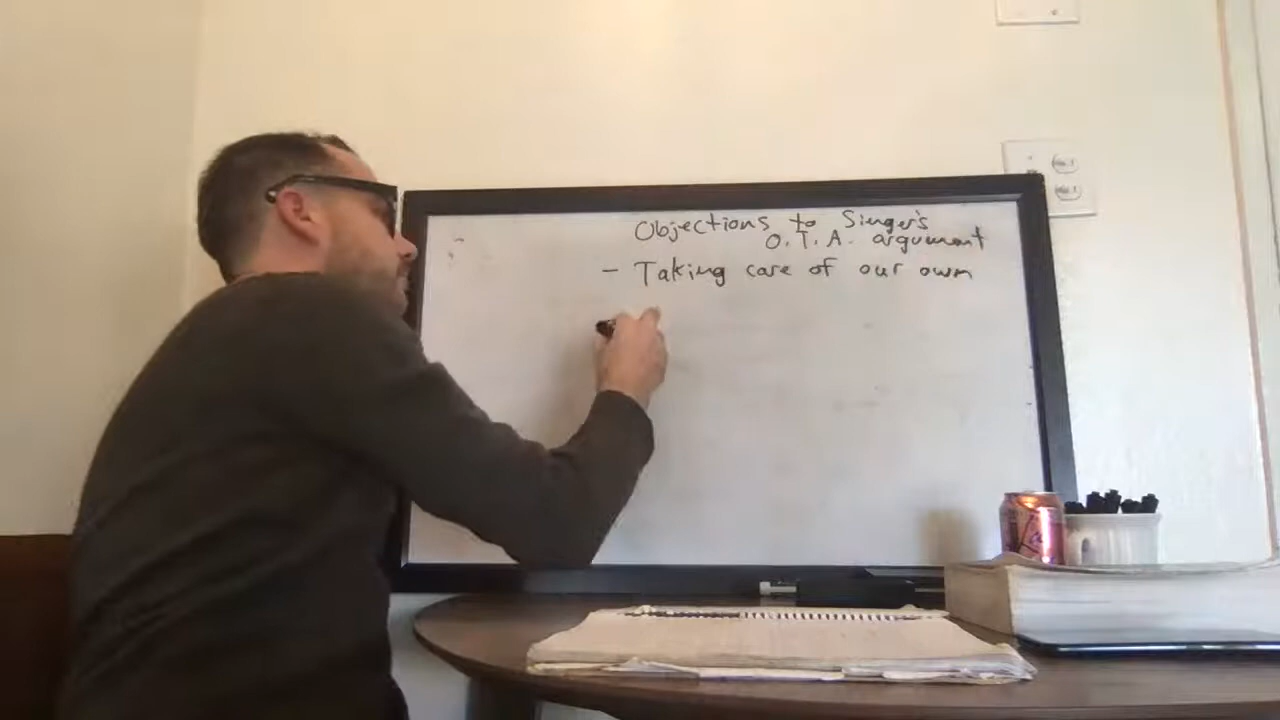 Objections to Singer's
O.T.A. argument
- Taking care of our own